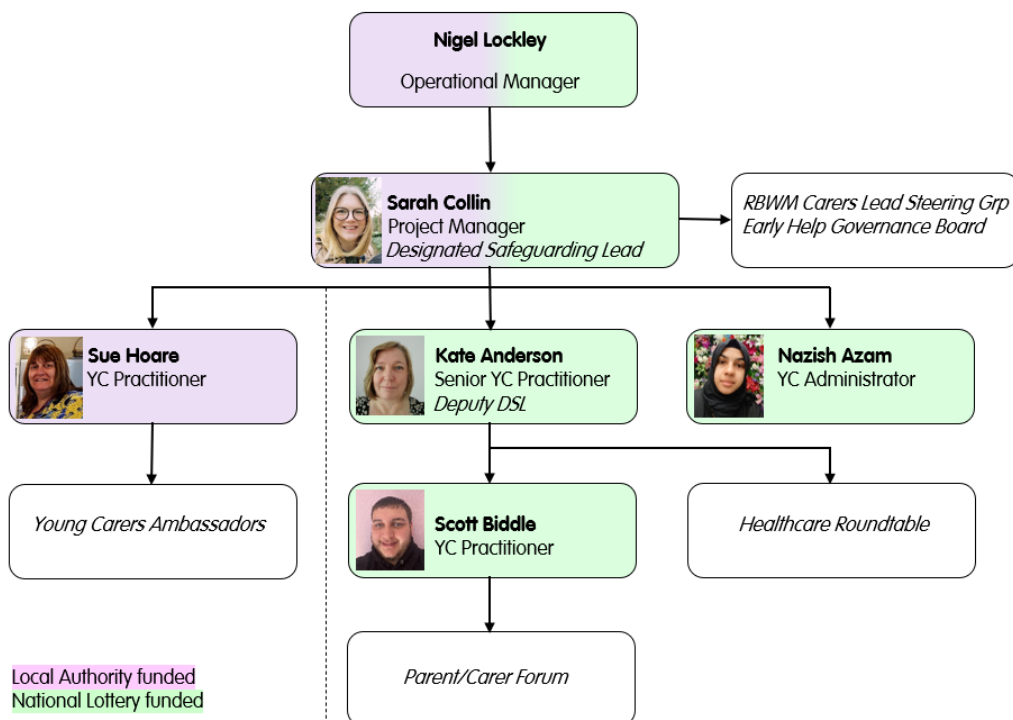 Nigel Lockley
Operational Manager
Sarah Collin
Project Manager
Designated Safeguarding Lead
RBWM Carers Lead Steering Grp
Early Help Governance Board
Sue Hoare
YC Practitioner
Kate Anderson
Senior YC Practitioner
Deputy DSL
Nazish Azam
YC Administrator
Young Carers Ambassadors
Scott Biddle
YC Practitioner
Healthcare Roundtable
Parent/Carer Forum
Local Authority funded
National Lottery funded